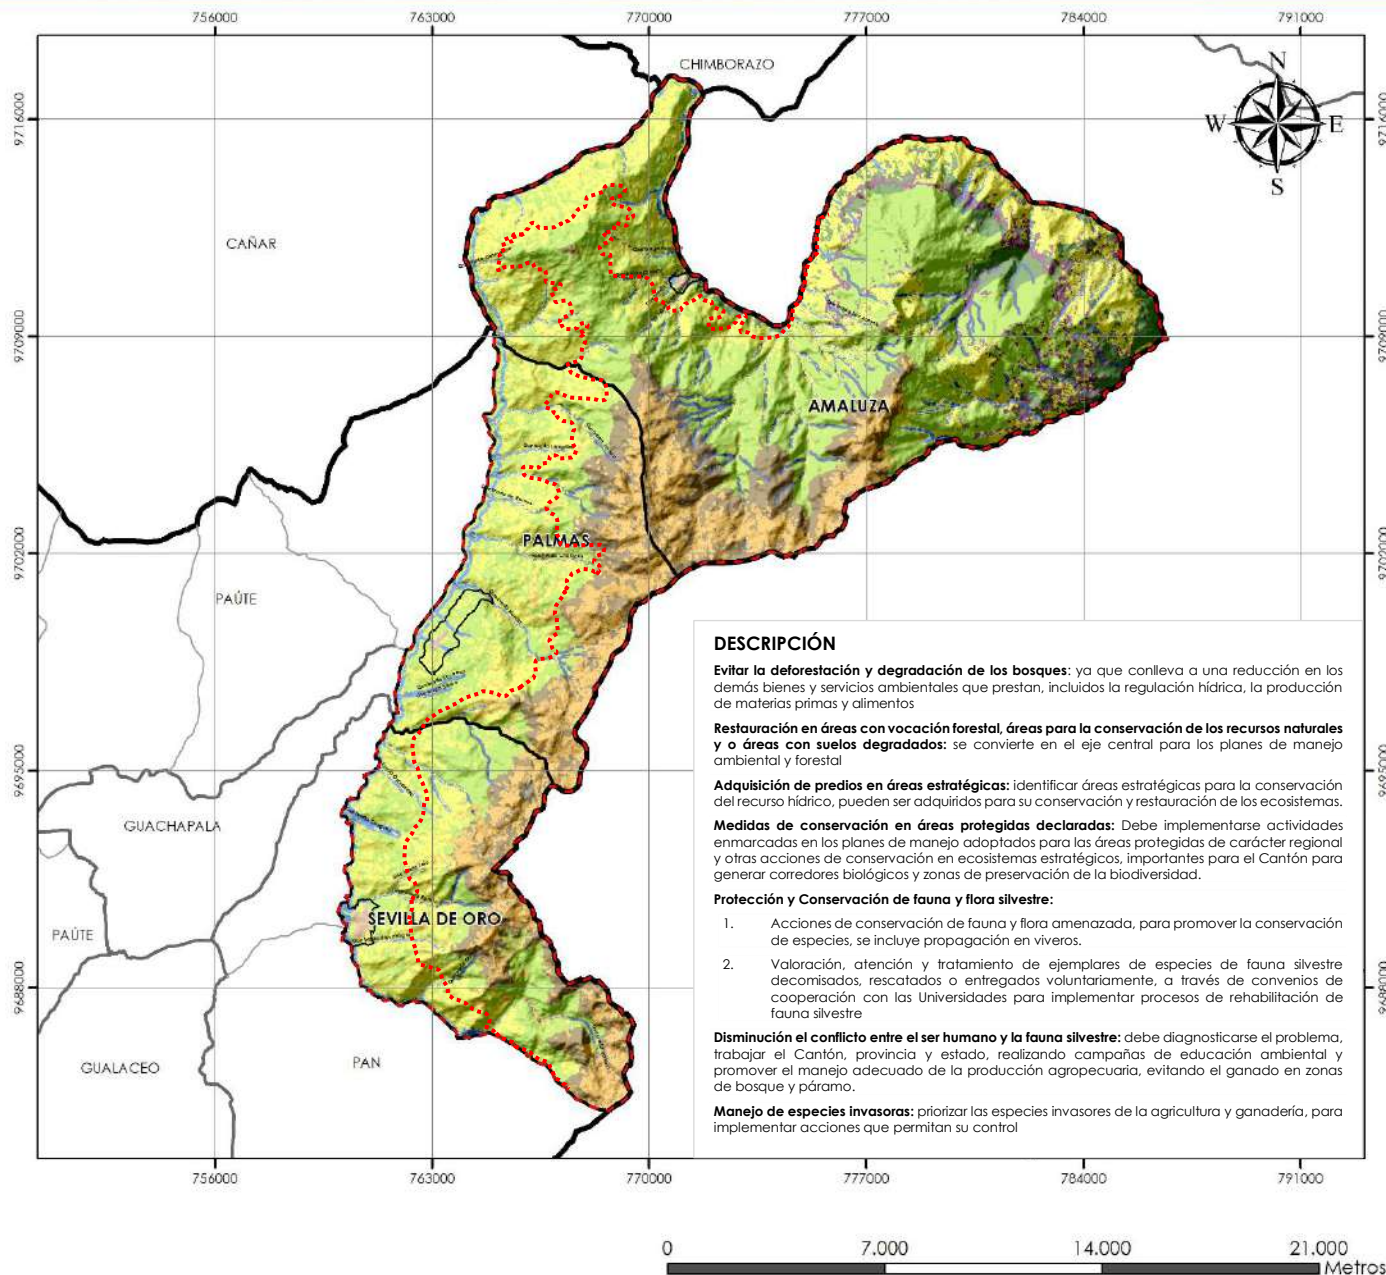 756000 763000 770000 777000 784000 791000
CHIMBORAZO
N
W E
S
9716000 9716000
CAÑAR
9709000 9709000
AMALUZA
PALMAS
9702000 9702000
PAÚTE
9695000 9695000
GUACHAPALA
SEVILLA DE ORO
PAÚTE
9688000 9688000
GUALACEO
PAN
DESCRIPCIÓN
Evitar la deforestación y degradación de los bosques: ya que conlleva a una reducción en los
demás bienes y servicios ambientales que prestan, incluidos la regulación hídrica, la producción
de materias primas y alimentos
Restauración en áreas con vocación forestal, áreas para la conservación de los recursos naturales
y o áreas con suelos degradados: se convierte en el eje central para los planes de manejo
ambiental y forestal
Adquisición de predios en áreas estratégicas: identificar áreas estratégicas para la conservación
del recurso hídrico, pueden ser adquiridos para su conservación y restauración de los ecosistemas.
Medidas de conservación en áreas protegidas declaradas: Debe implementarse actividades
enmarcadas en los planes de manejo adoptados para las áreas protegidas de carácter regional
y otras acciones de conservación en ecosistemas estratégicos, importantes para el Cantón para
generar corredores biológicos y zonas de preservación de la biodiversidad.
Protección y Conservación de fauna y flora silvestre:
1. Acciones de conservación de fauna y flora amenazada, para promover la conservación
de especies, se incluye propagación en viveros.
2. Valoración, atención y tratamiento de ejemplares de especies de fauna silvestre
decomisados, rescatados o entregados voluntariamente, a través de convenios de
cooperación con las Universidades para implementar procesos de rehabilitación de
fauna silvestre
Disminución el conflicto entre el ser humano y la fauna silvestre: debe diagnosticarse el problema,
trabajar el Cantón, provincia y estado, realizando campañas de educación ambiental y
promover el manejo adecuado de la producción agropecuaria, evitando el ganado en zonas
de bosque y páramo.
Manejo de especies invasoras: priorizar las especies invasores de la agricultura y ganadería, para
implementar acciones que permitan su control
756000 763000 770000 777000 784000 791000
0 7.000 14.000 21.000
Metros